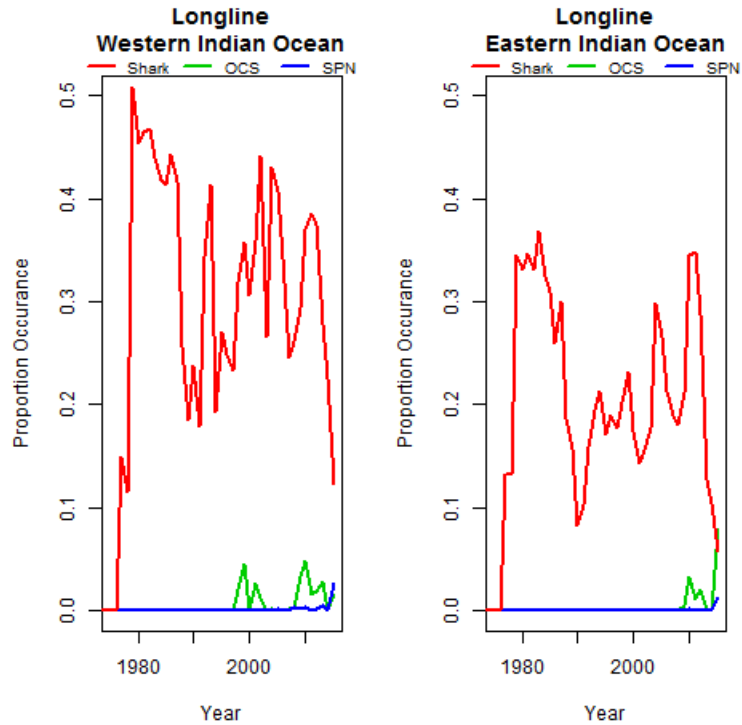 Longline
Western Indian Ocean
Shark OCS SPN
0.5
0.4
0.3
0.2
0.1
0.0
Proportion Occurance
1980 2000
Year
Longline
Eastern Indian Ocean
Shark OCS SPN
0.5
0.4
0.3
0.2
0.1
0.0
Proportion Occurance
1980 2000
Year